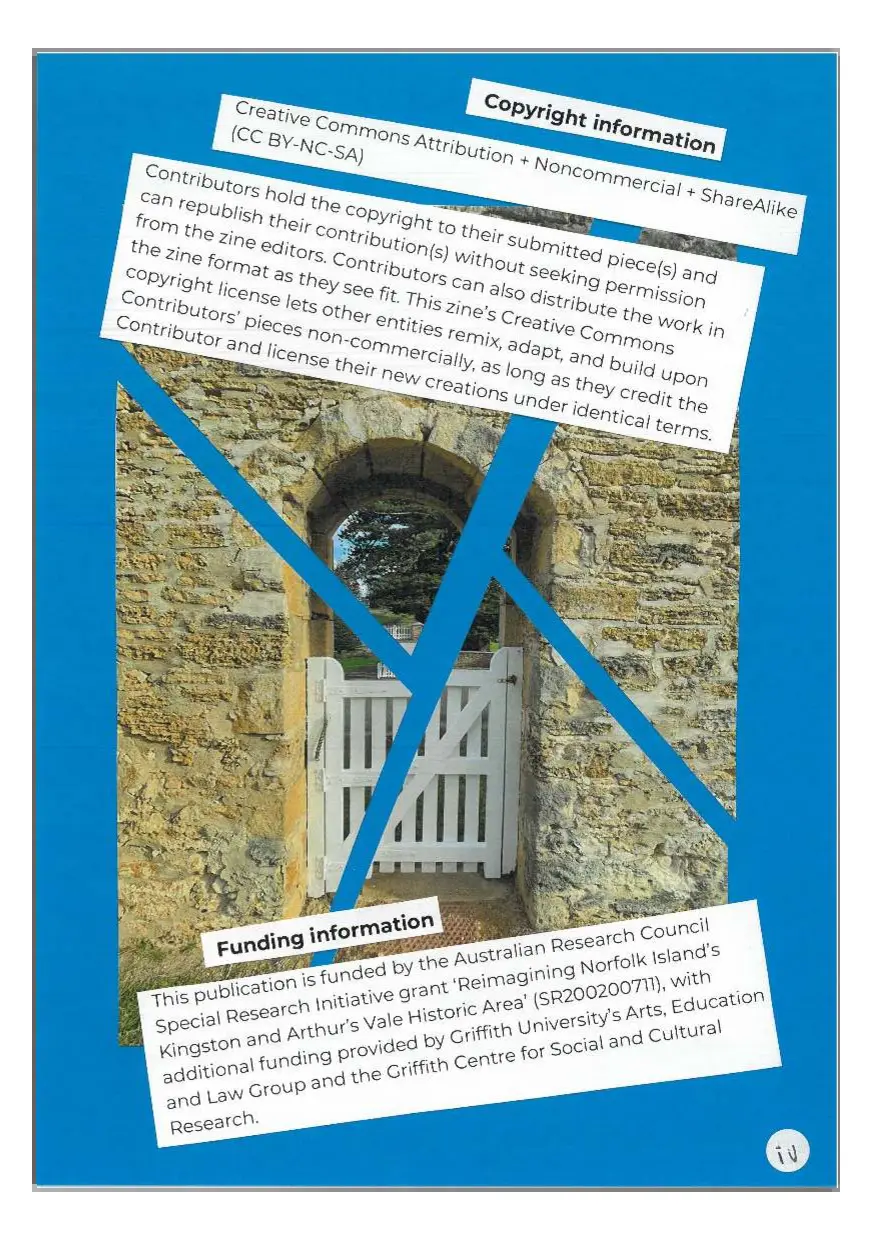 Copyright information
Creative Commons Attribution + Noncommercial + ShareAlike
(CC BY-NC-SA)
Contributors hold the copyright to their submitted piece(s) and
can republish their contribution(s) without seeking permission
from the zine editors. Contributors can also distribute the work in
the zine format as they see fit. This zine's Creative Commons
copyright license lets other entities remix, adapt, and build upon
Contributors' pieces non-commercially, as long as they credit the
Contributor and license their new creations under identical terms.
Funding information
This publication is funded by the Australian Research Council
Special Research Initiative grant 'Reimagining Norfolk Island's
Kingston and Arthur's Vale Historic Area' (SR200200711), with
additional funding provided by Griffith University's Arts, Education
and Law Group and the Griffith Centre for Social and Cultural
Research.
iv